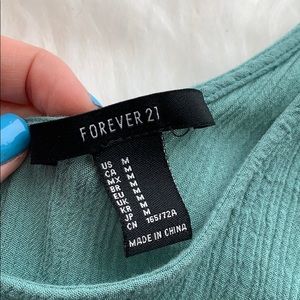 FOREVER 21
US M
CA M
MX M
BR M
EU M
UK M
KR M
JP M
CN 165/72A
MADE IN CHINA